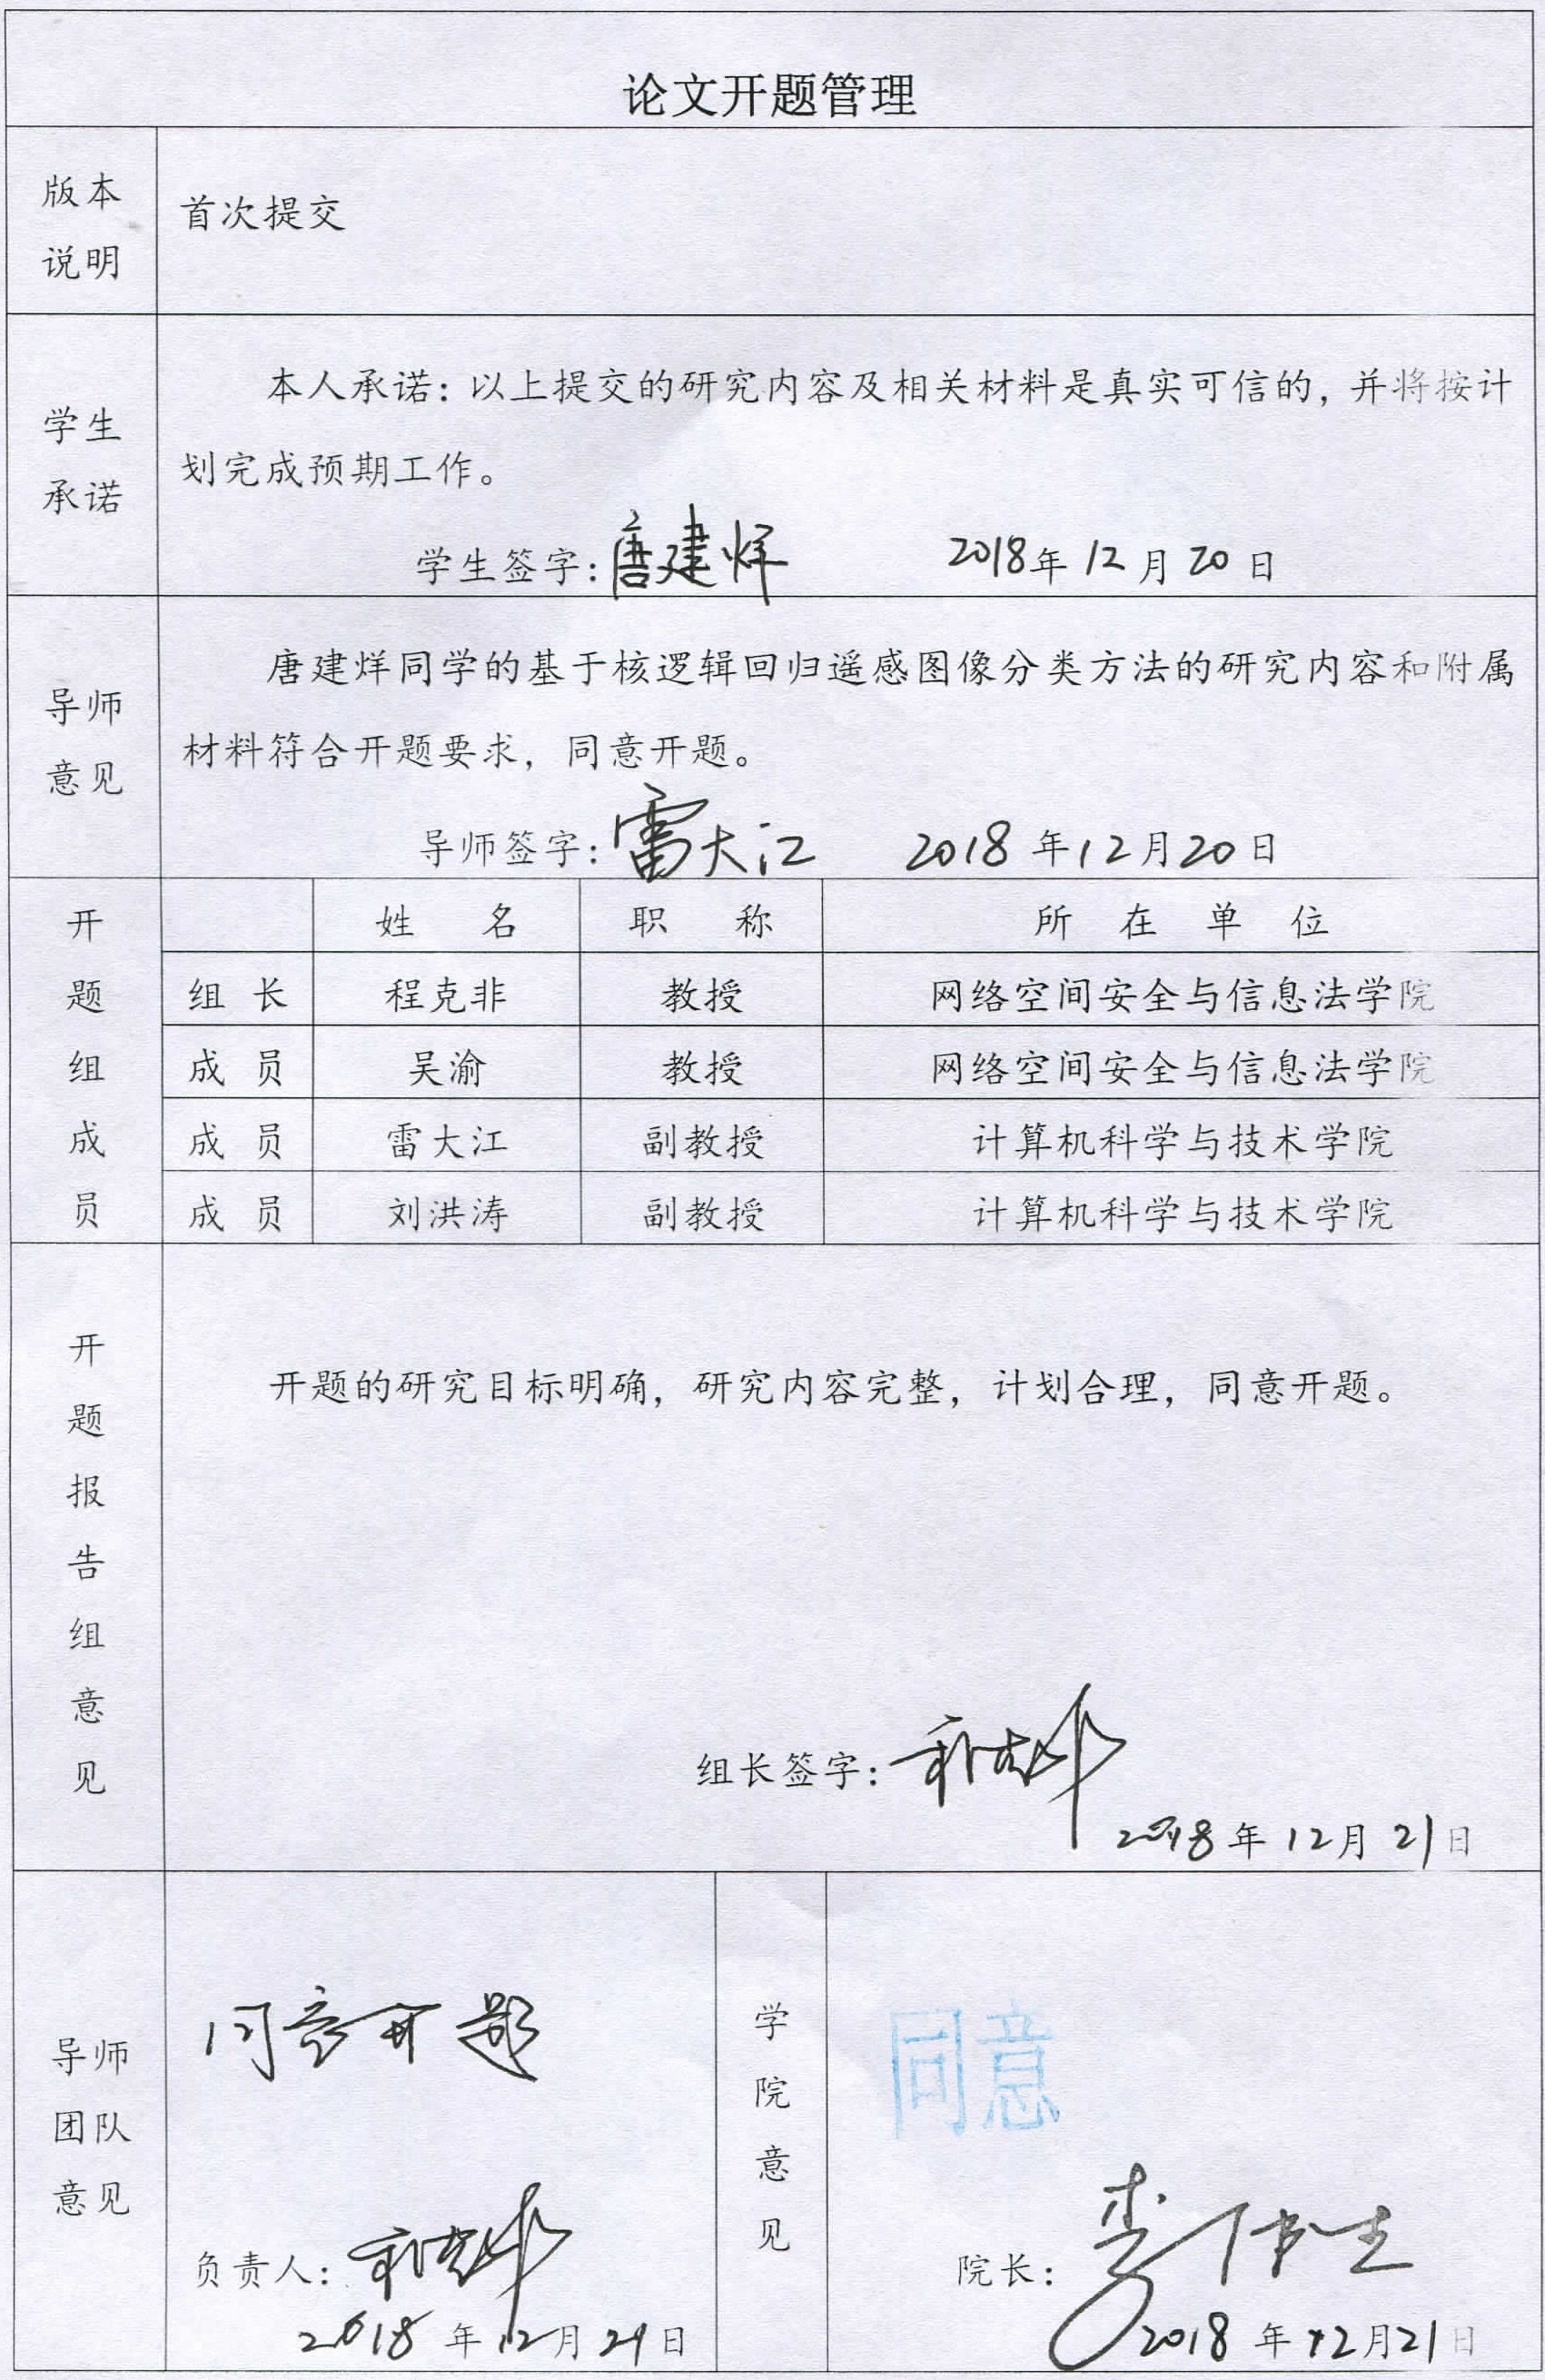 论文开题管理
版本
说明
首次提交
学生
承诺
本人承诺：以上提交的研究内容及相关材料是真实可信的，并将按计
划完成预期工作。
学生签字：唐建烊 2018年12月20日
导师
意见
唐建烊同学的基于核逻辑回归遥感图像分类方法的研究内容和附属
材料符合开题要求，同意开题。
导师签字：雷大江 2018年12月20日
开题组成员
姓 名 职 称 所 在 单 位
组 长 程克非 教授 网络空间安全与信息法学院
成 员 吴渝 教授 网络空间安全与信息法学院
成 员 雷大江 副教授 计算机科学与技术学院
成 员 刘洪涛 副教授 计算机科学与技术学院
开题报告组意见
开题的研究目标明确，研究内容完整，计划合理，同意开题。
组长签字：程克非
2018年12月21日
导师
团队
意见
同意开题
负责人：程克非
2018年12月21日
学院意见
同意
院长：
2018年12月21日